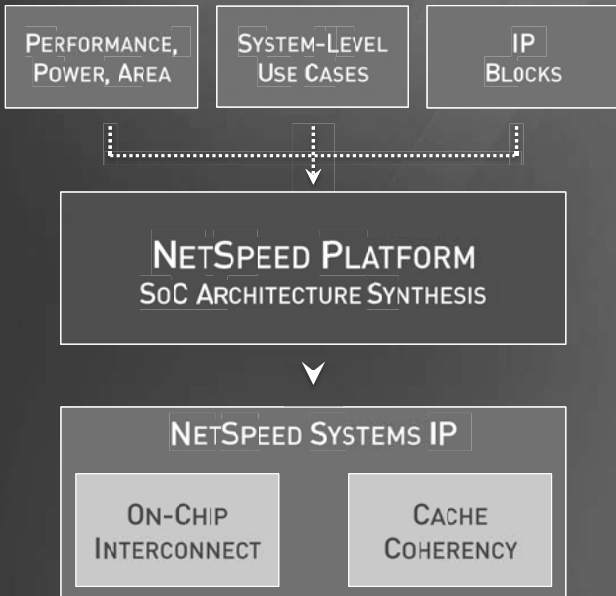 PERFORMANCE,
POWER, AREA
SYSTEM-LEVEL
USE CASES
IP
BLOCKS
NETSPEED PLATFORM
SOC ARCHITECTURE SYNTHESIS
NETSPEED SYSTEMS IP
ON-CHIP
INTERCONNECT
CACHE
COHERENCY